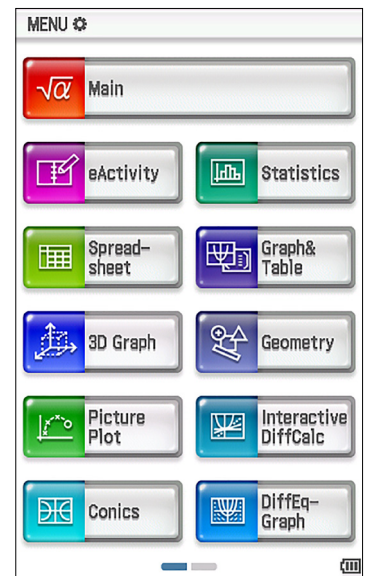 MENU
√α Main
eActivity
Statistics
Spread-
sheet
Graph&
Table
3D Graph
Geometry
Picture
Plot
Interactive
DiffCalc
Conics
DiffEq-
Graph